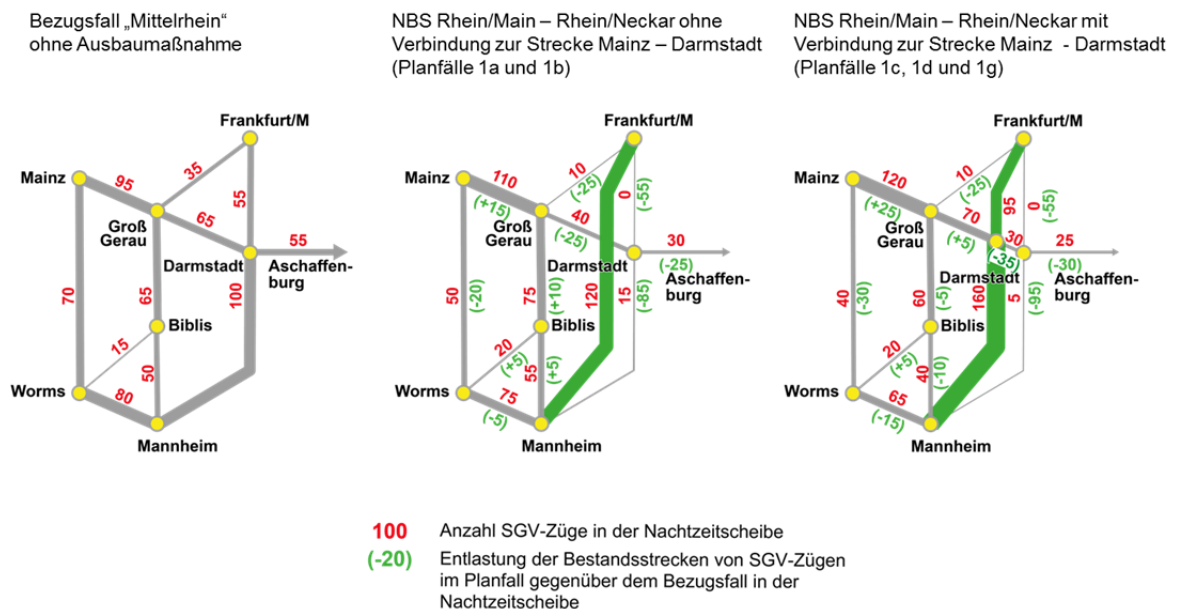 Bezugsfall „Mittelrhein"
ohne Ausbaumaßnahme
NBS Rhein/Main – Rhein/Neckar ohne
Verbindung zur Strecke Mainz – Darmstadt
(Planfälle 1a und 1b)
NBS Rhein/Main – Rhein/Neckar mit
Verbindung zur Strecke Mainz - Darmstadt
(Planfälle 1c, 1d und 1g)
Frankfurt/M
Mainz
95
35
55
65
Groß
Gerau
55
Darmstadt
Aschaffen-
burg
70
65
100
Biblis
15
50
Worms
80
Mannheim
Frankfurt/M
Mainz
110
(+15)
10
(-25)
0
(-55)
40
(-25)
Groß
Gerau
30
(-25)
Darmstadt
Aschaffen-
burg
50
(-20)
75
(+10)
120
15
(-85)
Biblis
20
(+5)
55
(+5)
Worms
75
(-5)
Mannheim
Frankfurt/M
Mainz
120
(+25)
10
(-25)
95
0
(-55)
70
(+5)
Groß
Gerau
30
(-35)
25
(-30)
Darmstadt
Aschaffen-
burg
40
(-30)
60
(-5)
160
5
(-95)
Biblis
20
(+5)
40
(-10)
Worms
65
(-15)
Mannheim
100 Anzahl SGV-Züge in der Nachtzeitscheibe
(-20) Entlastung der Bestandsstrecken von SGV-Zügen
im Planfall gegenüber dem Bezugsfall in der
Nachtzeitscheibe